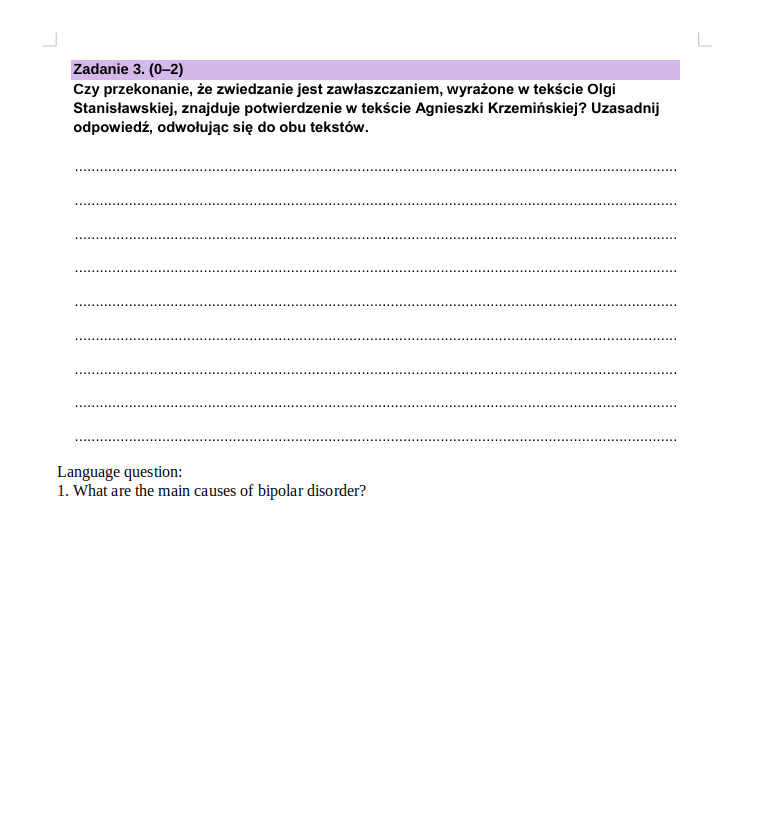 Zadanie 3. (0–2)
Czy przekonanie, że zwiedzanie jest zawłaszczaniem, wyrażone w tekście Olgi
Stanisławskiej, znajduje potwierdzenie w tekście Agnieszki Krzemińskiej? Uzasadnij
odpowiedź, odwołując się do obu tekstów.
....................................................................................................................................................
....................................................................................................................................................
....................................................................................................................................................
....................................................................................................................................................
....................................................................................................................................................
....................................................................................................................................................
....................................................................................................................................................
....................................................................................................................................................
....................................................................................................................................................
Language question:
1. What are the main causes of bipolar disorder?